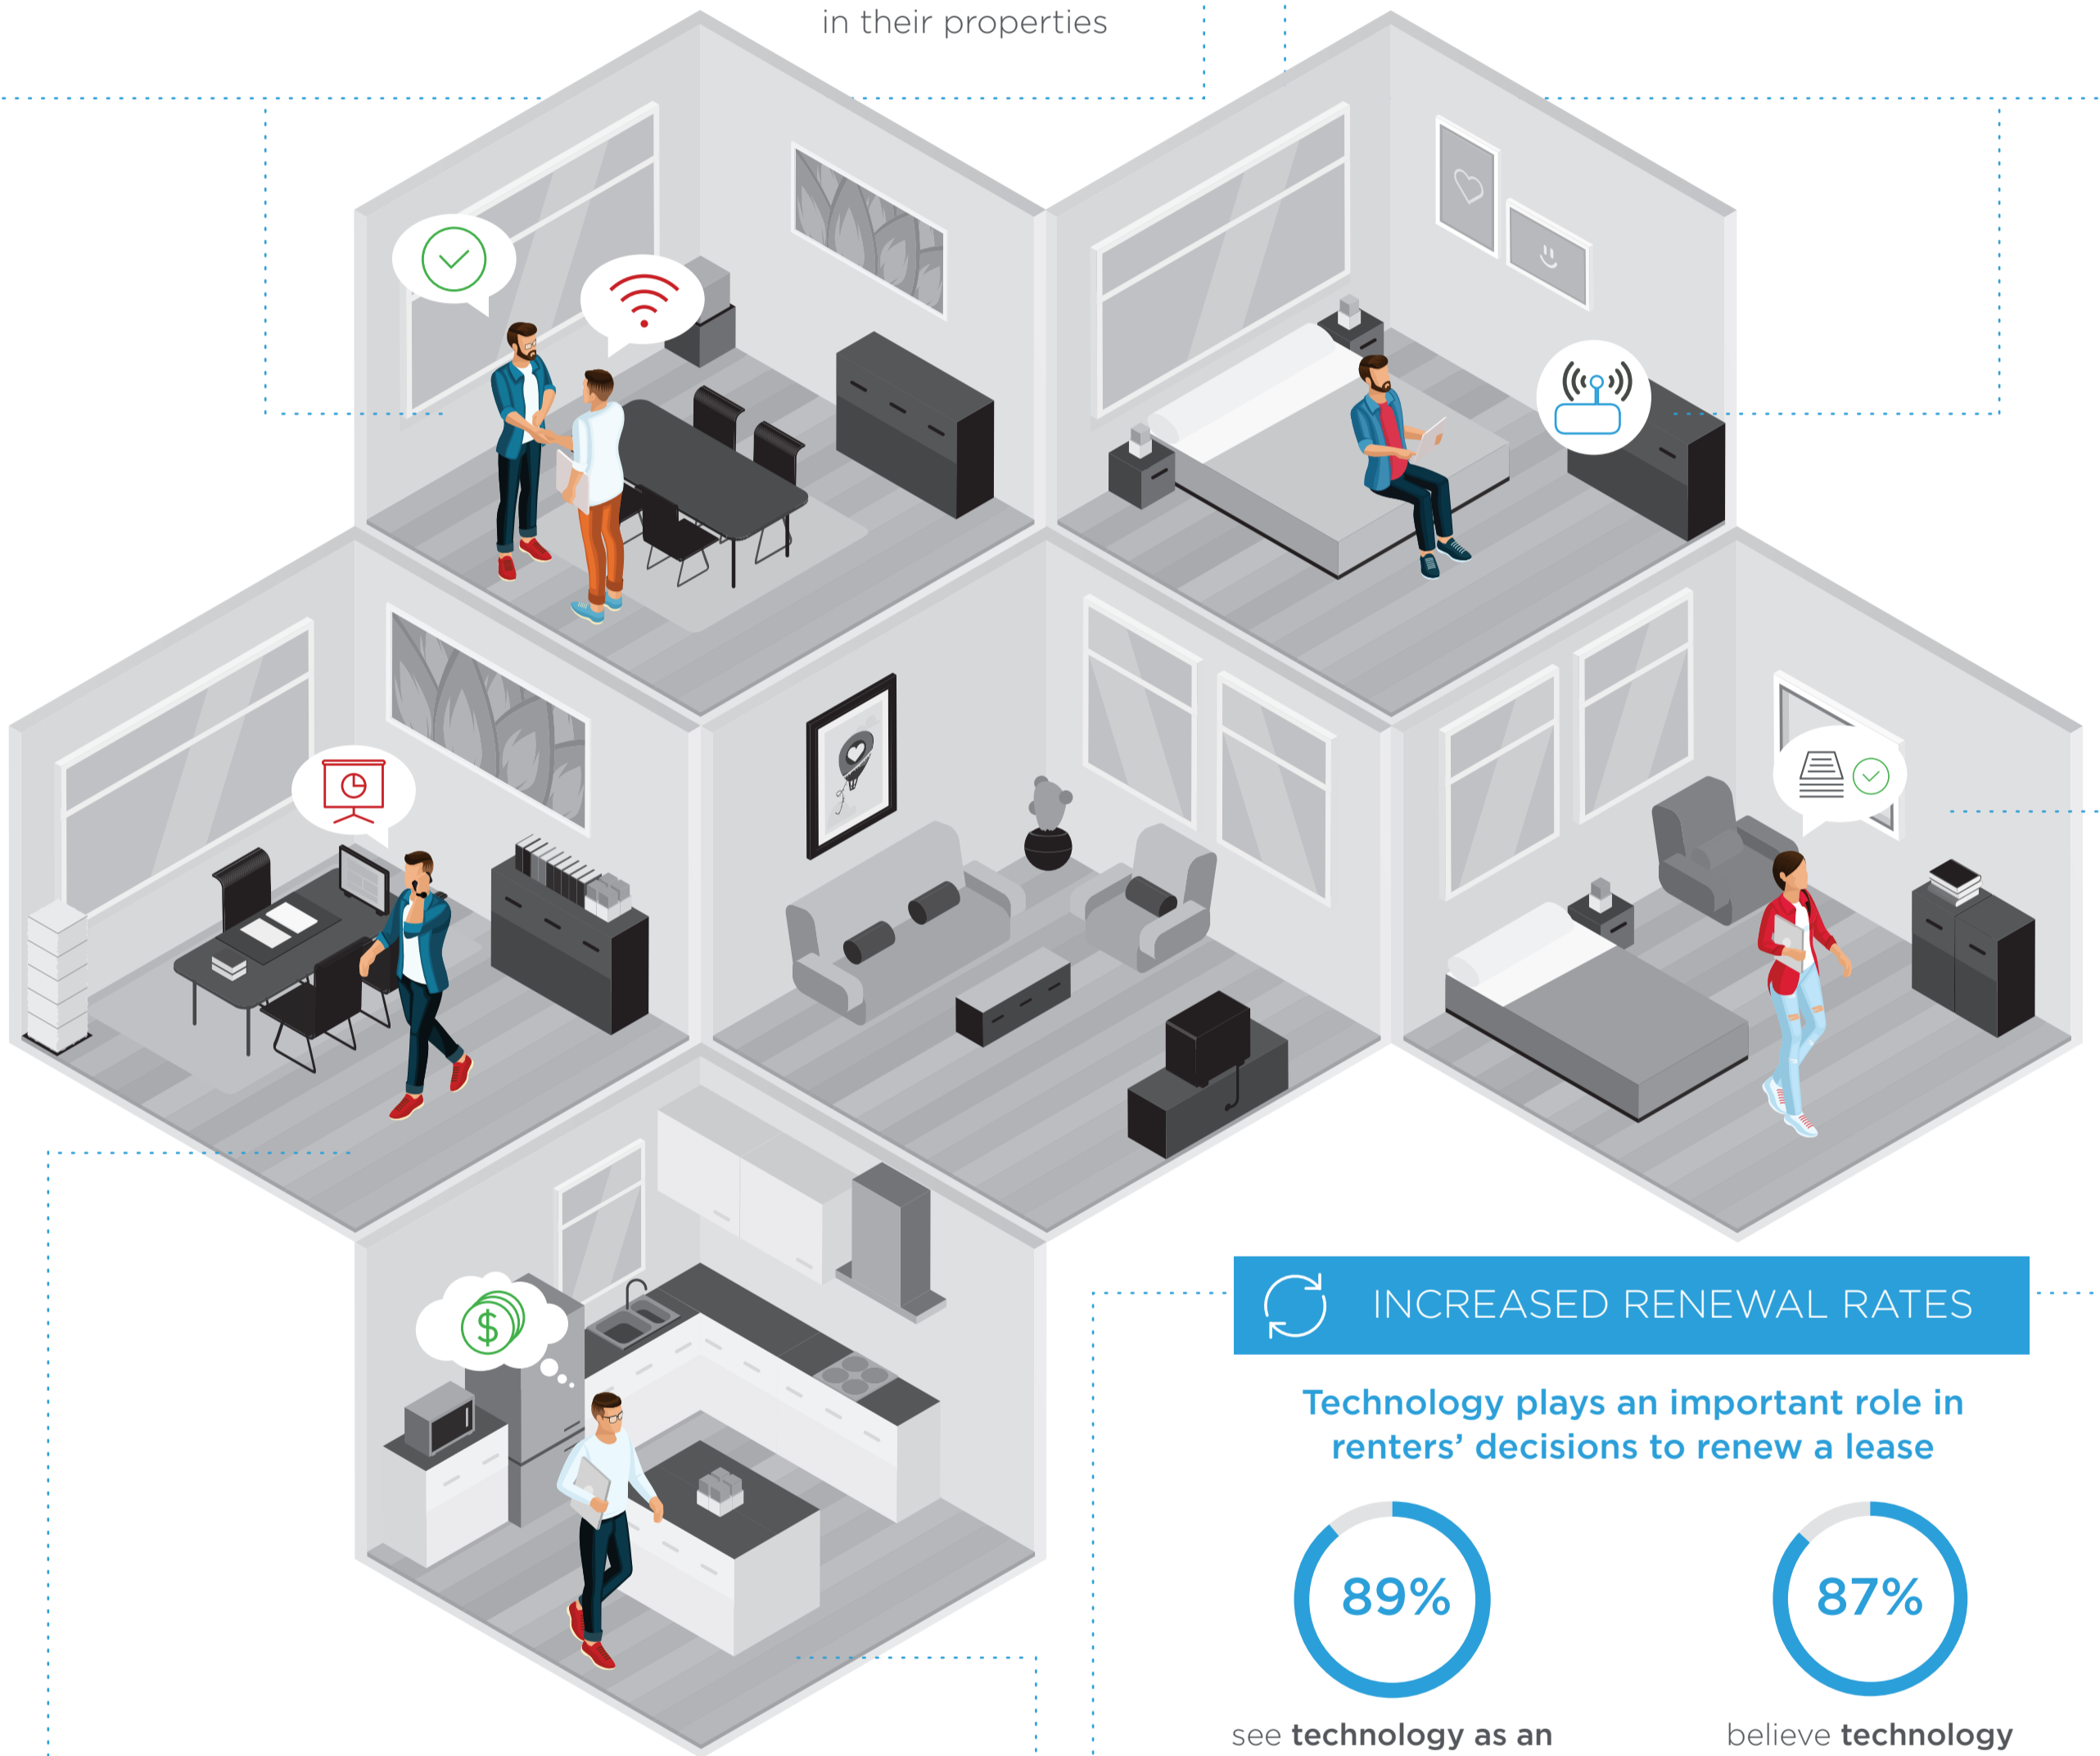 in their properties
INCREASED RENEWAL RATES
Technology plays an important role in
renters’ decisions to renew a lease
89%
87%
see technology as an
believe technology